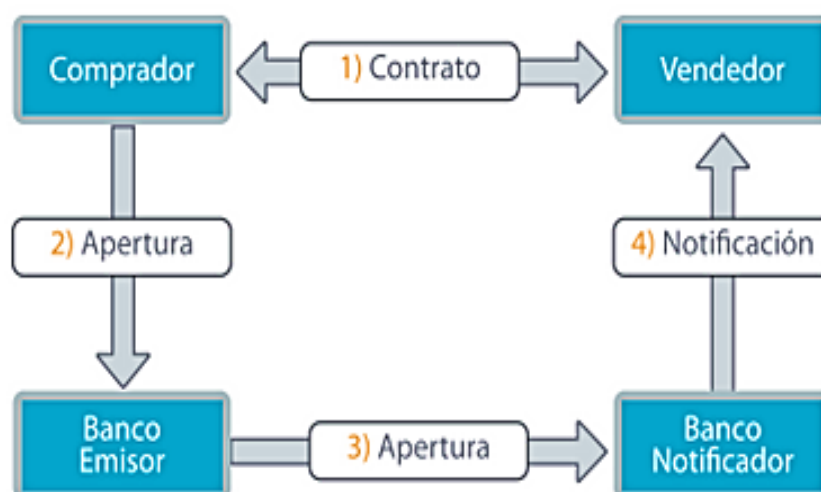 Comprador
1) Contrato
Vendedor
2) Apertura
4) Notificación
Banco
Emisor
3) Apertura
Banco
Notificador